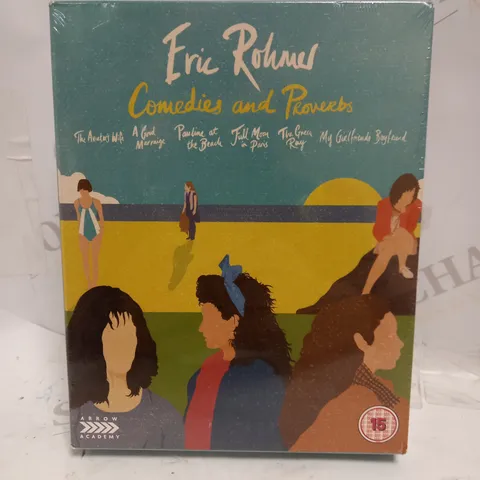 Eric Rohmer
Comedies and Proverbs
The Aviator's Wife A Good Marriage Pauline at the Beach Full Moon in Paris The Green Ray My Girlfriend's Boyfriend
ARROW
ACADEMY
15